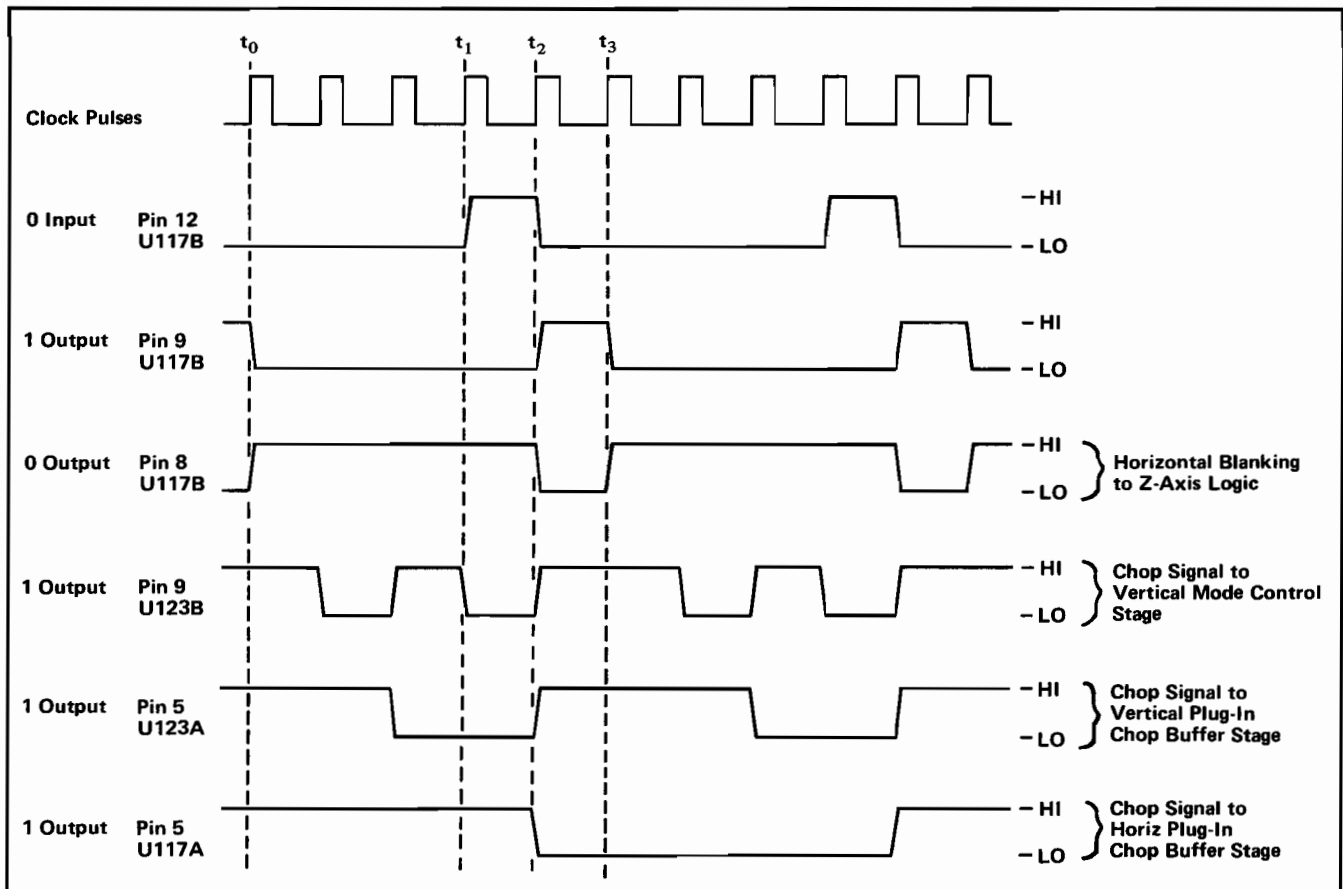 t0 t1 t2 t3
Clock Pulses
0 Input Pin 12 U117B
– HI
– LO
1 Output Pin 9 U117B
– HI
– LO
0 Output Pin 8 U117B
– HI
– LO
Horizontal Blanking
to Z-Axis Logic
1 Output Pin 9 U123B
– HI
– LO
Chop Signal to
Vertical Mode Control
Stage
1 Output Pin 5 U123A
– HI
– LO
Chop Signal to
Vertical Plug-In
Chop Buffer Stage
1 Output Pin 5 U117A
– HI
– LO
Chop Signal to
Horiz Plug-In
Chop Buffer Stage